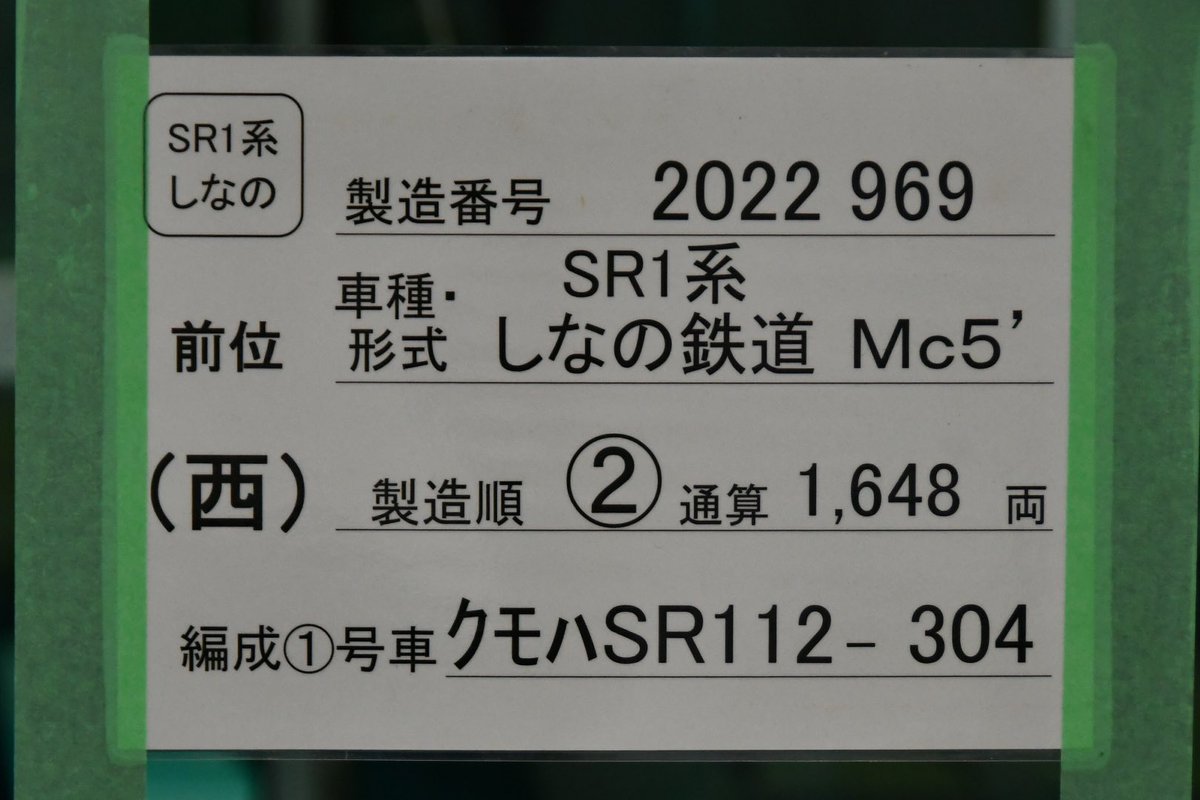 SR1系
しなの
製造番号 2022 969
車種・ SR1系
前位 形式 しなの鉄道 Mc5’
（西） 製造順 ② 通算 1,648 両
編成①号車 ｸﾓﾊSR112－ 304